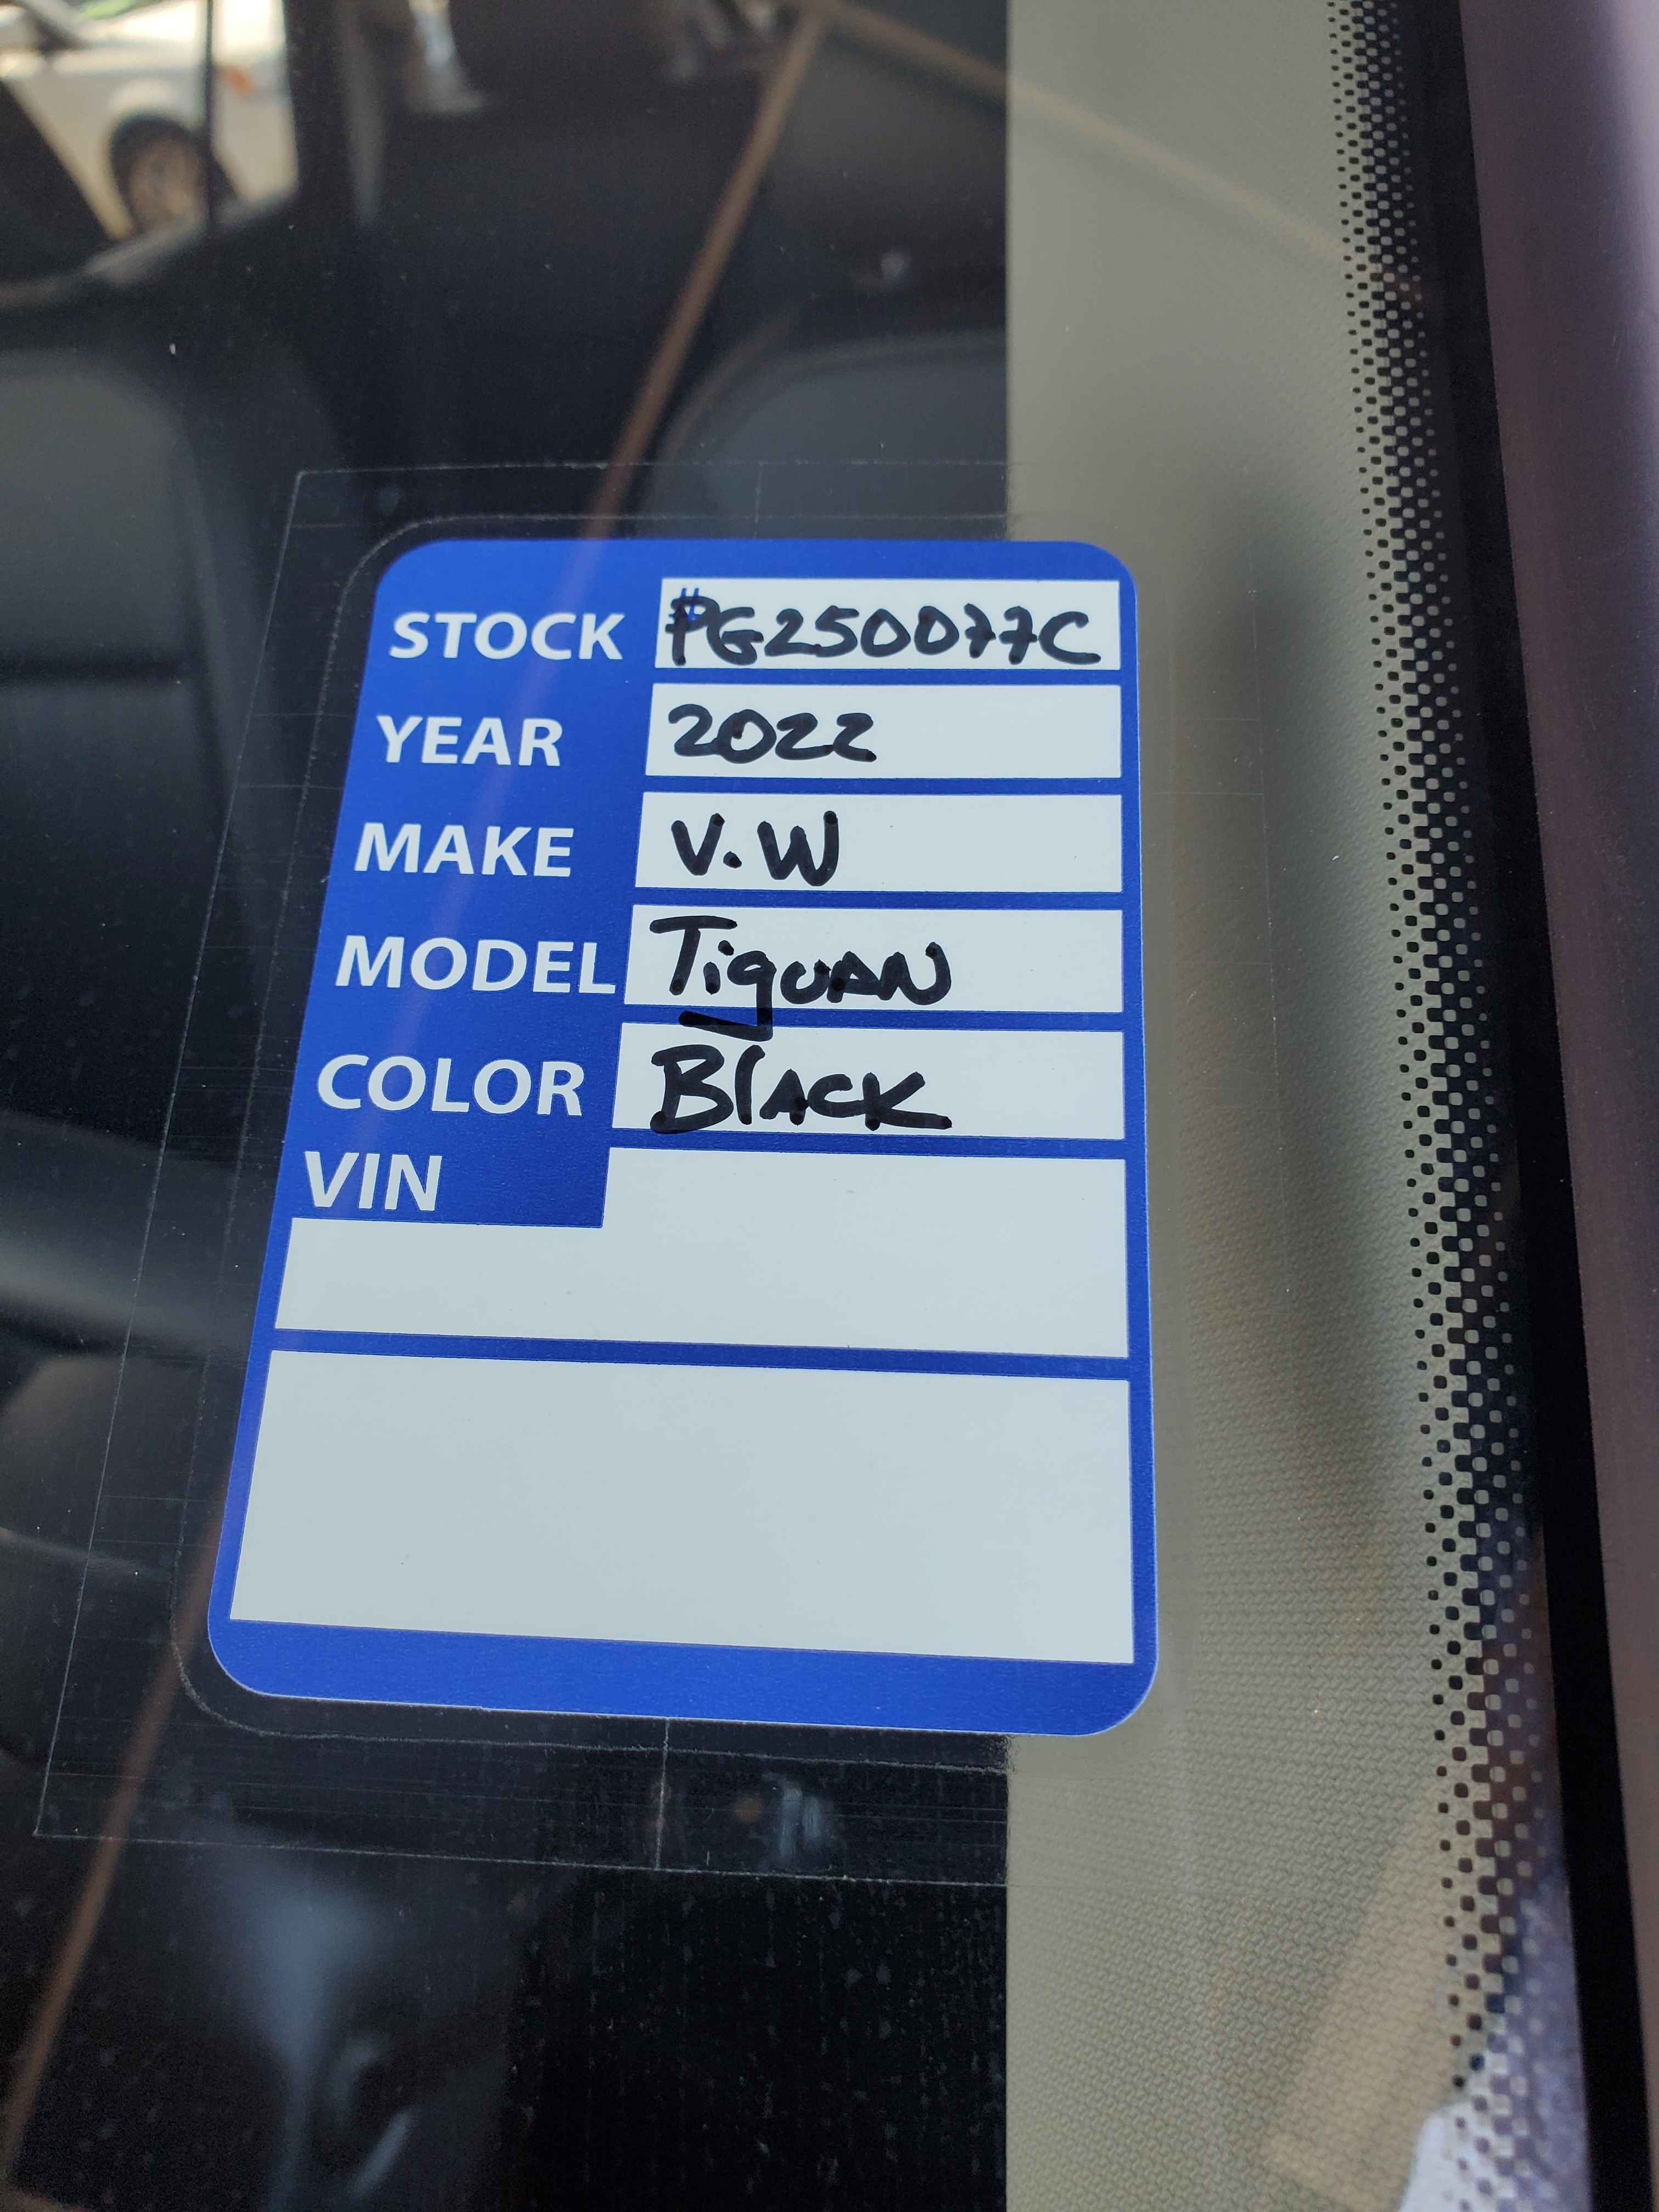 STOCK #PG250077C
YEAR 2022
MAKE V.W
MODEL TiguAN
COLOR BlACK
VIN